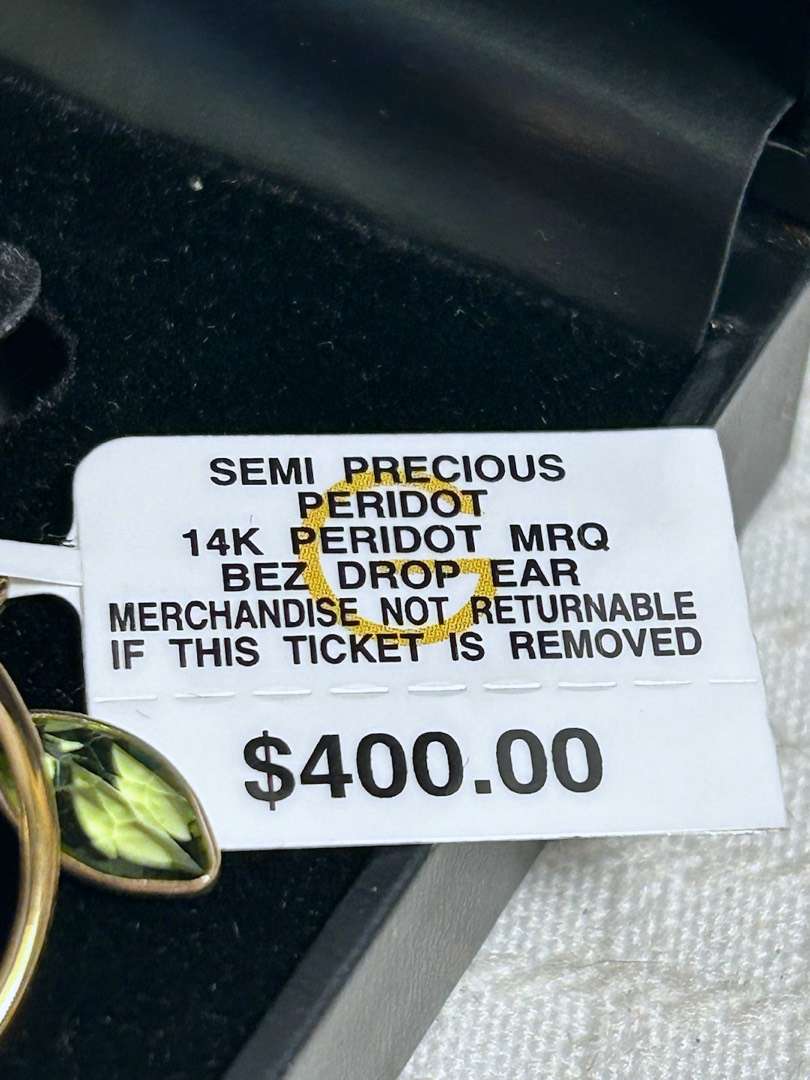 SEMI PRECIOUS
PERIDOT
14K PERIDOT MRQ
BEZ DROP EAR
MERCHANDISE NOT RETURNABLE
IF THIS TICKET IS REMOVED
G
$400.00